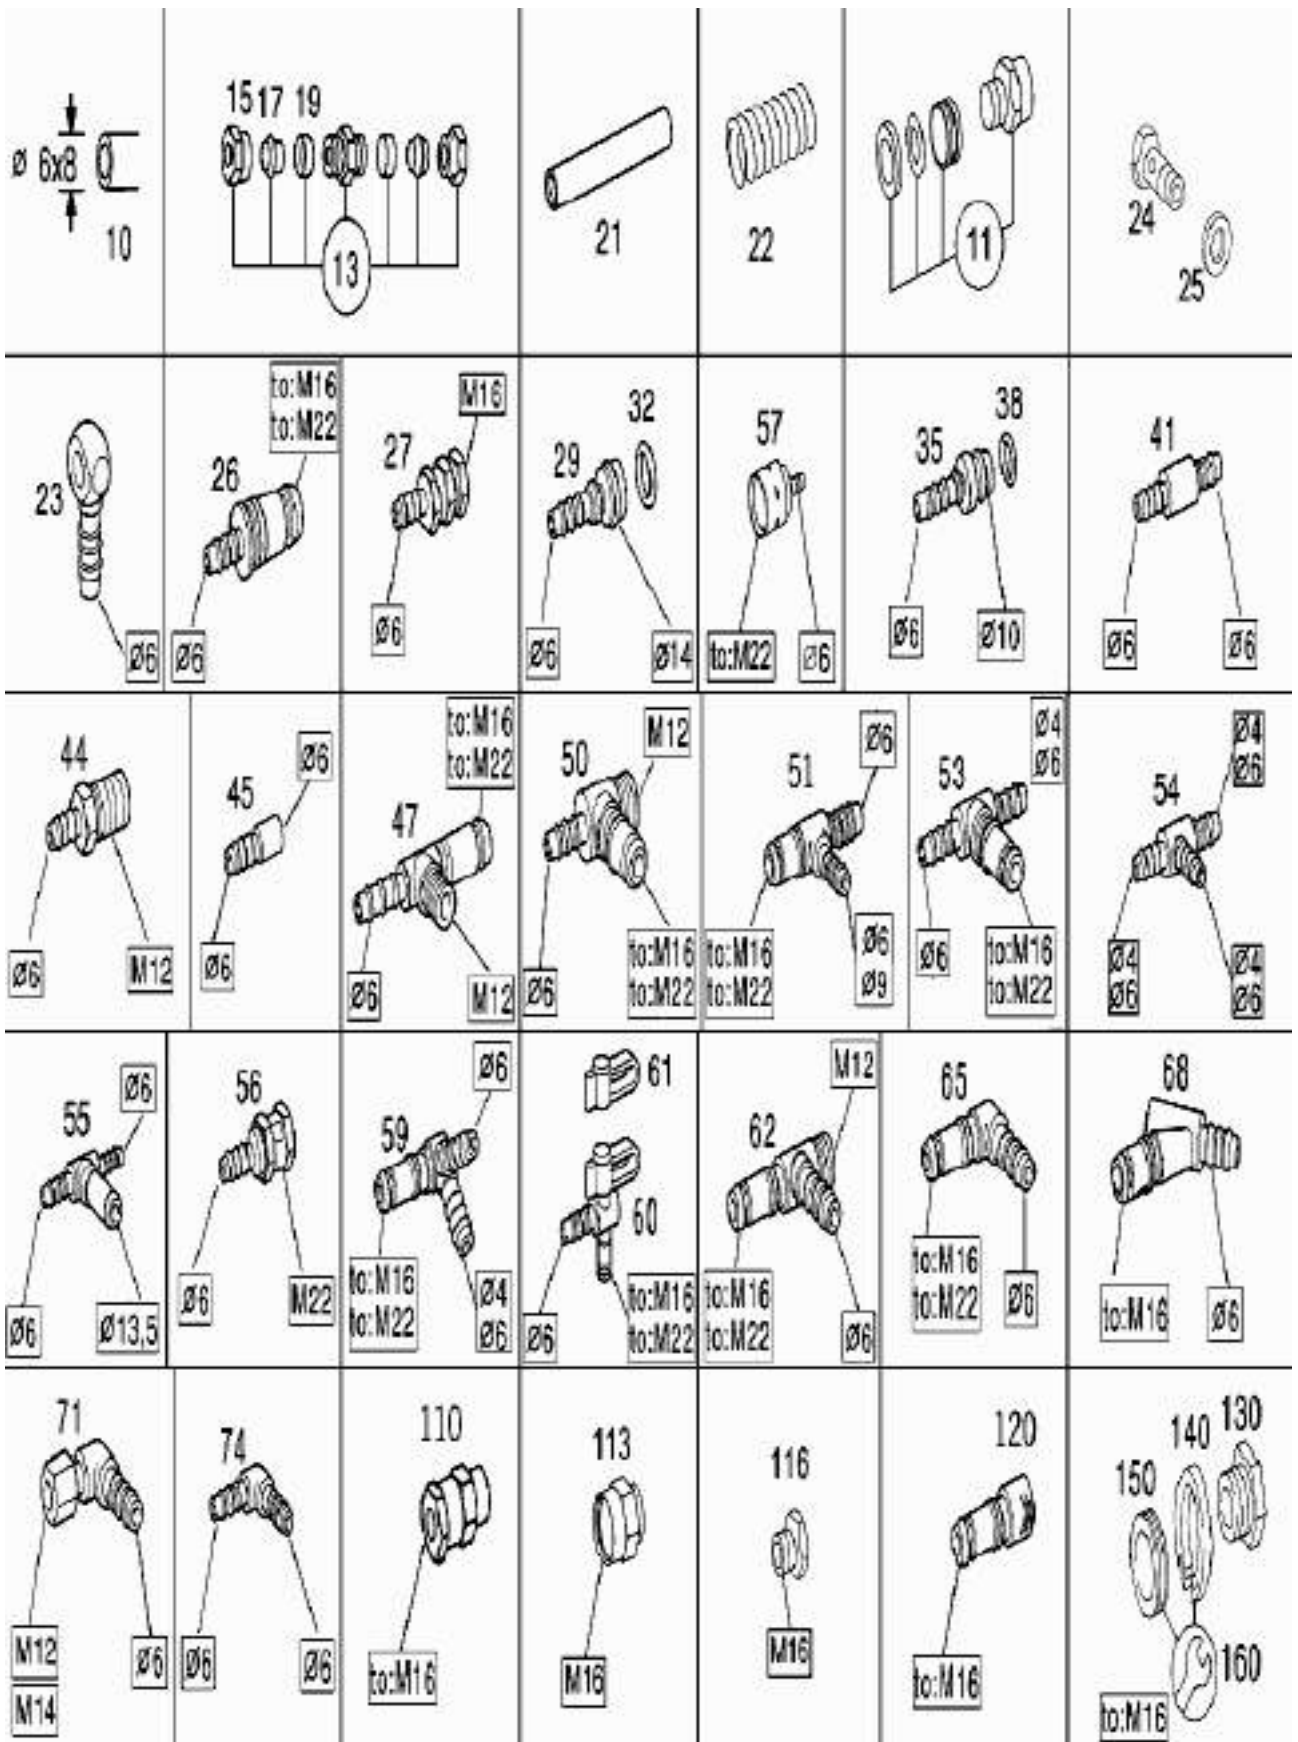 15 17 19
Ø 6x8
10
13
21
22
11
24
25
23
Ø6
to:M16
to:M22
26
Ø6
M16
27
Ø6
32
29
Ø6
Ø14
57
to:M22
Ø6
38
35
Ø6
Ø10
41
Ø6
Ø6
44
Ø6
M12
45
Ø6
Ø6
to:M16
to:M22
47
Ø6
M12
50
M12
Ø6
to:M16
to:M22
51
Ø6
to:M16
to:M22
Ø6
Ø9
Ø4
Ø6
53
Ø6
to:M16
to:M22
Ø4
Ø6
54
Ø4
Ø6
Ø4
Ø6
55
Ø6
Ø6
Ø13,5
56
Ø6
M22
59
Ø6
to:M16
to:M22
Ø4
Ø6
61
60
Ø6
to:M16
to:M22
M12
62
to:M16
to:M22
Ø6
65
to:M16
to:M22
Ø6
68
to:M16
Ø6
71
M12
M14
Ø6
74
Ø6
Ø6
110
to:M16
113
M16
116
M16
120
to:M16
130
140
150
160
to:M16